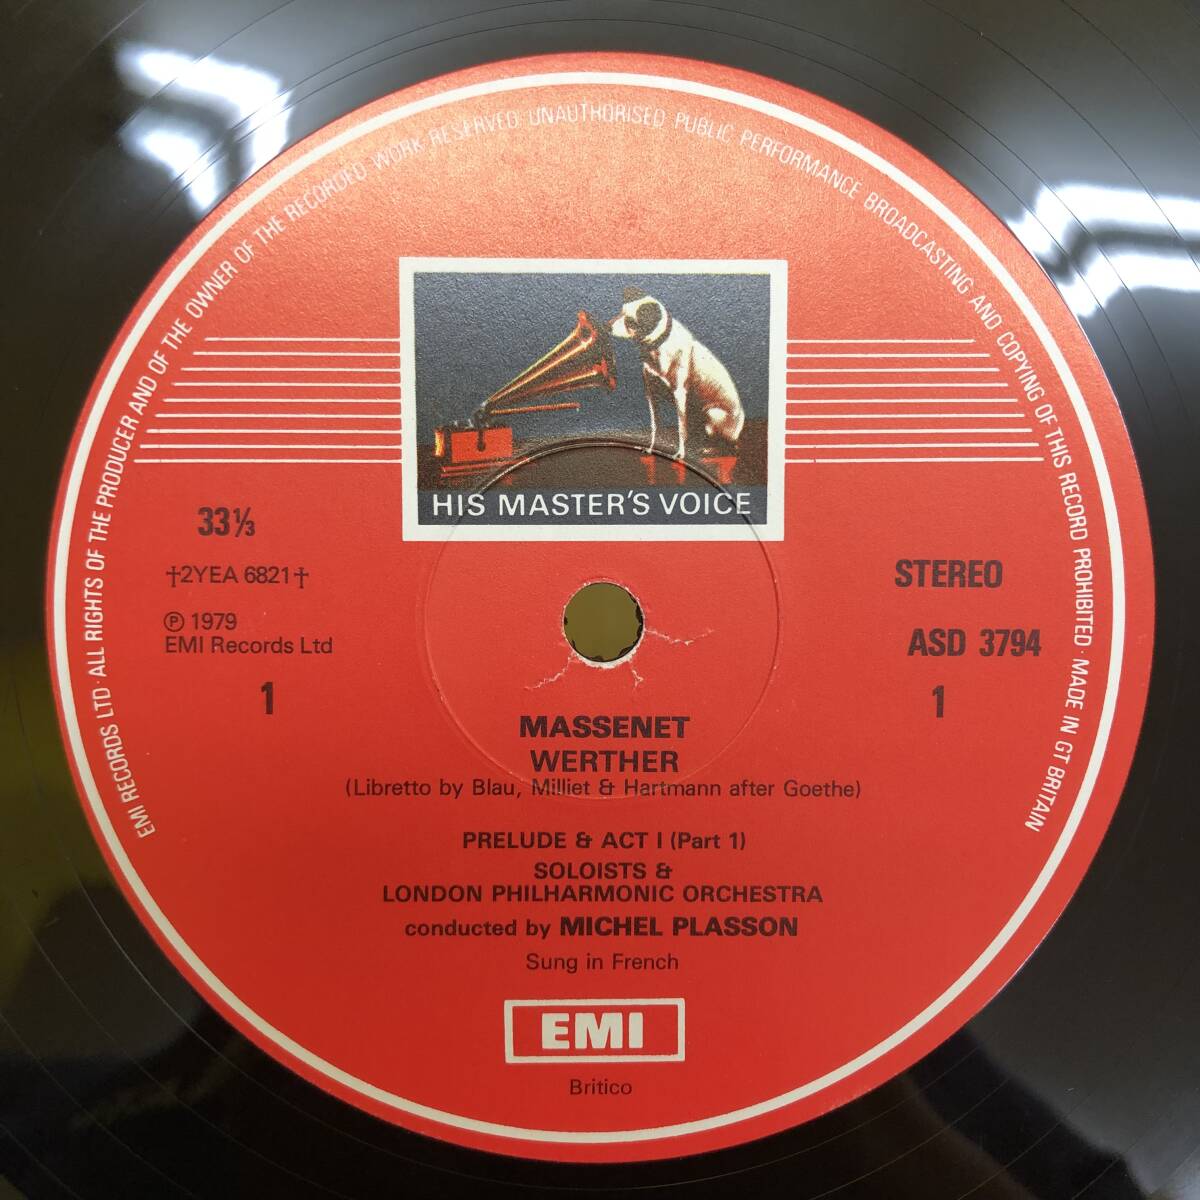 EMI RECORDS LTD · ALL RIGHTS OF THE PRODUCER AND OF THE OWNER OF THE RECORDED WORK RESERVED UNAUTHORISED PUBLIC PERFORMANCE BROADCASTING AND COPYING OF THIS RECORD PROHIBITED · MADE IN GT BRITAIN
HIS MASTER'S VOICE
33⅓
†2YEA 6821†
℗ 1979
EMI Records Ltd
1
STEREO
ASD 3794
1
MASSENET
WERTHER
(Libretto by Blau, Milliet & Hartmann after Goethe)
PRELUDE & ACT I (Part 1)
SOLOISTS &
LONDON PHILHARMONIC ORCHESTRA
conducted by MICHEL PLASSON
Sung in French
EMI
Britico